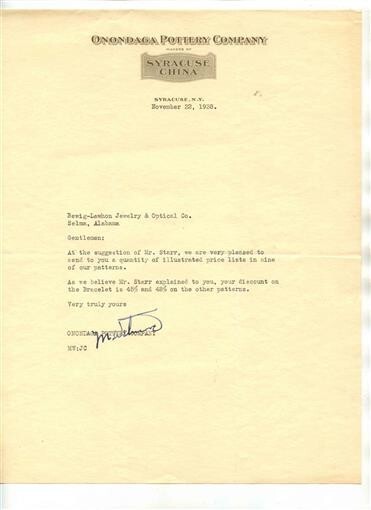 ONONDAGA POTTERY COMPANY
MAKERS OF
SYRACUSE
CHINA
SYRACUSE, N.Y.
November 22, 1938.
Rewig-Lawhon Jewelry & Optical Co.
Selma, Alabama
Gentlemen:
At the suggestion of Mr. Starr, we are very pleased to
send to you a quantity of illustrated price lists in nine
of our patterns.
As we believe Mr. Starr explained to you, your discount on
the Bracelet is 45% and 48% on the other patterns.
Very truly yours
ONONDAGA POTTERY COMPANY
MW:JC